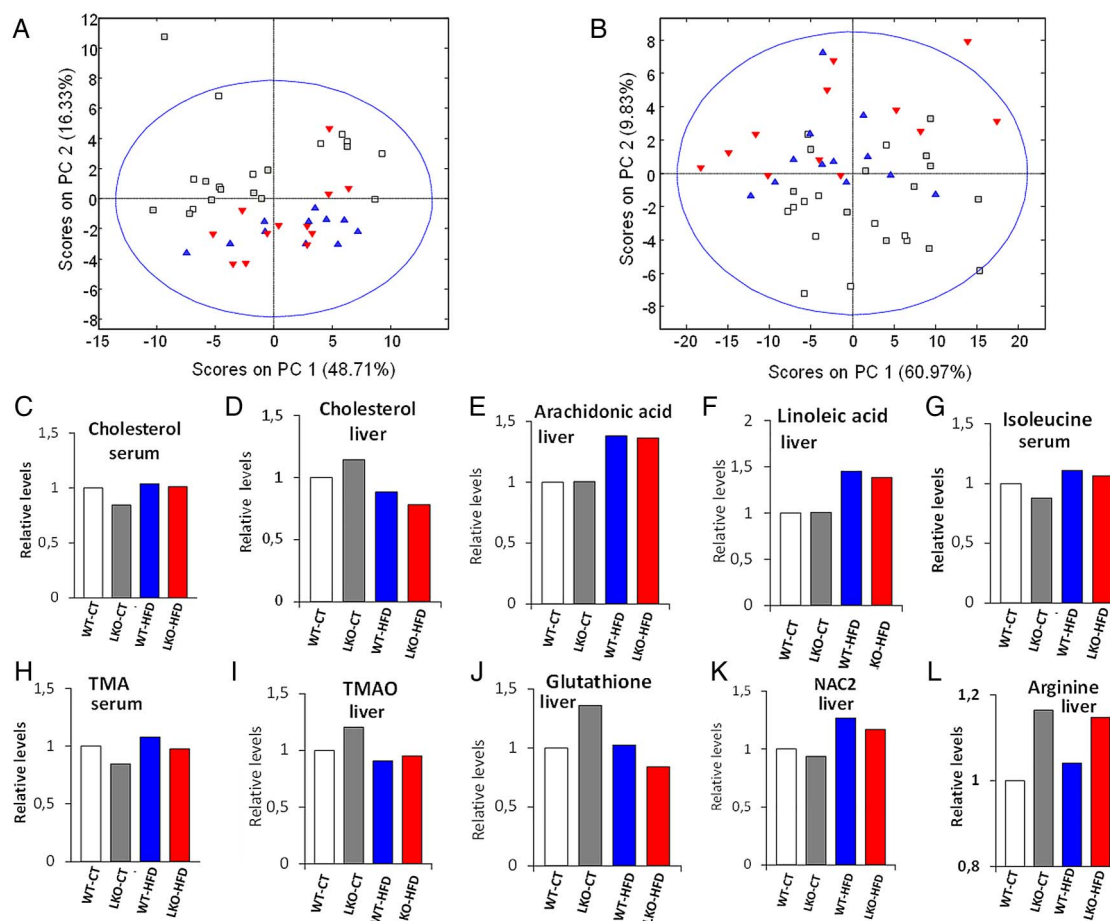 A
12
10
8
6
4
2
0
-2
-4
-6
-8
-15
-10
-5
0
5
10
Scores on PC 2 (16.33%)
Scores on PC 1 (48.71%)
B
8
6
4
2
0
-2
-4
-6
-8
-20
-15
-10
-5
0
5
10
15
20
Scores on PC 2 (9.83%)
Scores on PC 1 (60.97%)
C
Cholesterol
serum
Relative levels
1,5
1
0,5
0
WT-CT
LKO-CT
WT-HFD
LKO-HFD
D
Cholesterol
liver
Relative levels
1,5
1
0,5
0
WT-CT
LKO-CT
WT-HFD
LKO-HFD
E
Arachidonic acid
liver
Relative levels
1,5
1
0,5
0
WT-CT
LKO-CT
WT-HFD
LKO-HFD
F
Linoleic acid
liver
Relative levels
2
1,5
1
0,5
0
WT-CT
LKO-CT
WT-HFD
.KO-HFD
G
Isoleucine
serum
Relative levels
1,5
1
0,5
0
WT-CT
LKO-CT
WT-HFD
LKO-HFD
H
TMA
serum
Relative levels
1,5
1
0,5
0
WT-CT
LKO-CT
WT-HFD
LKO-HFD
I
TMAO
liver
Relative levels
1,5
1
0,5
0
WT-CT
LKO-CT
WT-HFD
LKO-HFD
J
Glutathione
liver
Relative levels
1,5
1
0,5
0
WT-CT
LKO-CT
WT-HFD
LKO-HFD
K
NAC2
liver
Relative levels
1,5
1
0,5
0
WT-CT
LKO-CT
WT-HFD
LKO-HFD
L
Arginine
liver
Relative levels
1,2
1
0,8
WT-CT
LKO-CT
WT-HFD
LKO-HFD